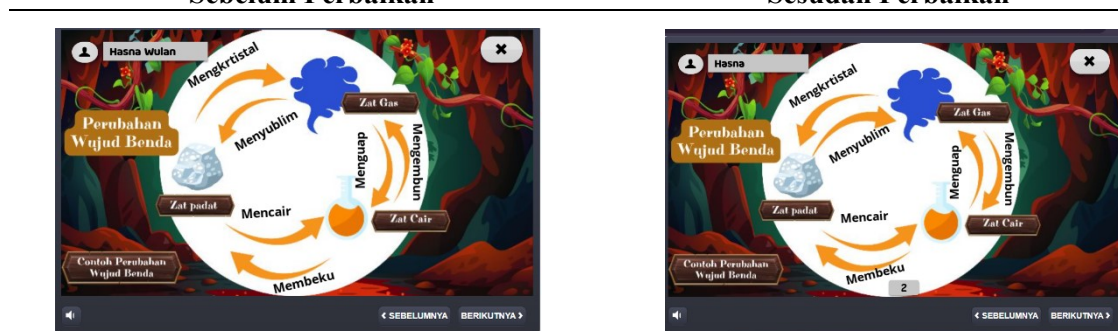 Sebelum Perbaikan
Sesudah Perbaikan
Hasna Wulan
Mengkrtistal
Zat Gas
Perubahan
Wujud Benda
Menyublim
Menguap
Mengembun
Zat padat
Mencair
Zat Cair
Contoh Perubahan
Wujud Benda
Membeku
< SEBELUMNYA
BERIKUTNYA >
Hasna
Mengkrtistal
Zat Gas
Perubahan
Wujud Benda
Menyublim
Menguap
Mengembun
Zat padat
Mencair
Zat Cair
Contoh Perubahan
Wujud Benda
Membeku
2
< SEBELUMNYA
BERIKUTNYA >